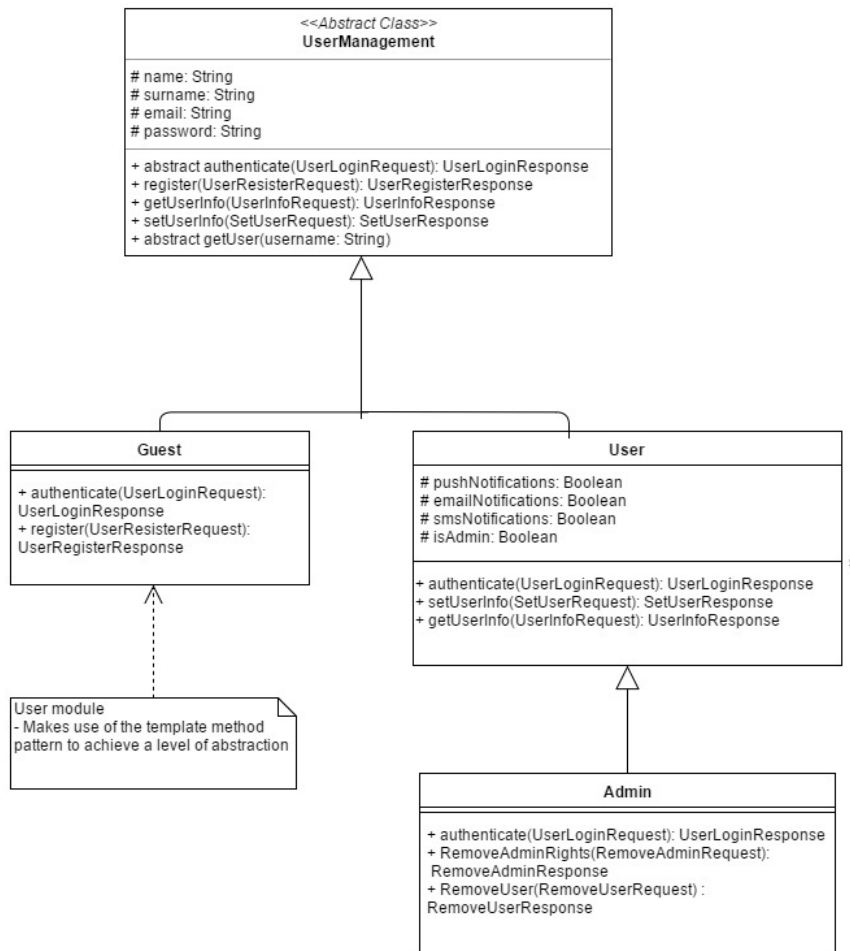 <<Abstract Class>>
UserManagement
# name: String
# surname: String
# email: String
# password: String
+ abstract authenticate(UserLoginRequest): UserLoginResponse
+ register(UserResisterRequest): UserRegisterResponse
+ getUserInfo(UserInfoRequest): UserInfoResponse
+ setUserInfo(SetUserRequest): SetUserResponse
+ abstract getUser(username: String)
Guest
+ authenticate(UserLoginRequest):
UserLoginResponse
+ register(UserResisterRequest):
UserRegisterResponse
User
# pushNotifications: Boolean
# emailNotifications: Boolean
# smsNotifications: Boolean
# isAdmin: Boolean
+ authenticate(UserLoginRequest): UserLoginResponse
+ setUserInfo(SetUserRequest): SetUserResponse
+ getUserInfo(UserInfoRequest): UserInfoResponse
User module
- Makes use of the template method
pattern to achieve a level of abstraction
Admin
+ authenticate(UserLoginRequest): UserLoginResponse
+ RemoveAdminRights(RemoveAdminRequest):
RemoveAdminResponse
+ RemoveUser(RemoveUserRequest) :
RemoveUserResponse